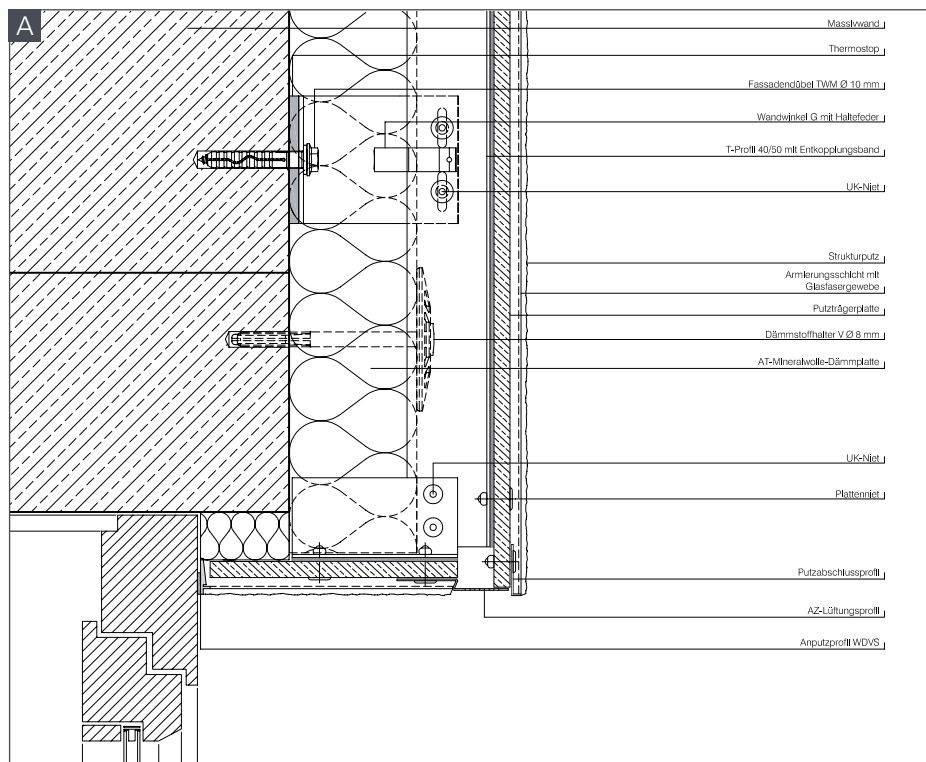 A
Massivwand
Thermostop
Fassadendübel TWM Ø 10 mm
Wandwinkel G mit Haltefeder
T-Profil 40/50 mit Entkopplungsband
UK-Niet
Strukturputz
Armierungsschicht mit
Glasfasergewebe
Putzträgerplatte
Dämmstoffhalter V Ø 8 mm
AT-Mineralwolle-Dämmplatte
UK-Niet
Plattenniet
Putzabschlussprofil
AZ-Lüftungsprofil
Anputzprofil WDVS